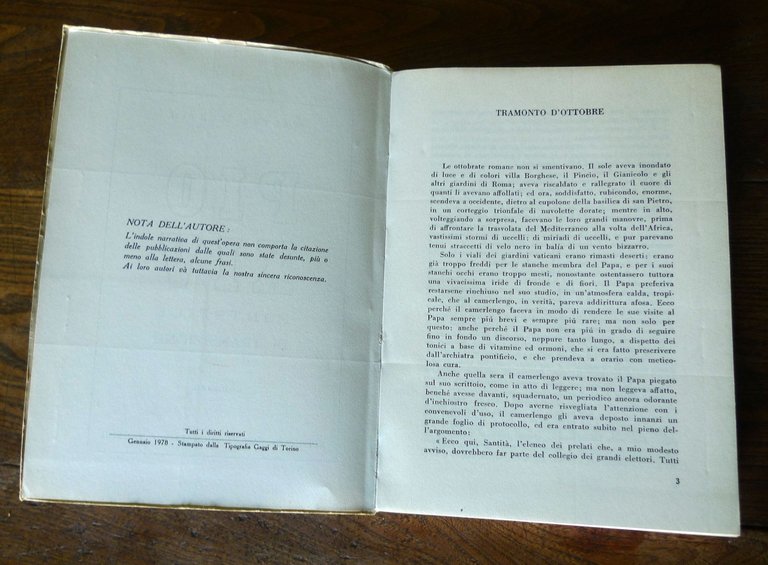 NOTA DELL'AUTORE:
L'indole narrativa di quest'opera non comporta la citazione
delle pubblicazioni dalle quali sono state desunte, più o
meno alla lettera, alcune frasi.
Ai loro autori và tuttavia la nostra sincera riconoscenza.
Tutti i diritti riservati
Gennaio 1978 - Stampato dalla Tipografia Gaggi di Torino
TRAMONTO D'OTTOBRE
Le ottobrate romane non si smentivano. Il sole aveva inondato
di luce e di colori villa Borghese, il Pincio, il Gianicolo e gli
altri giardini di Roma; aveva riscaldato e rallegrato il cuore di
quanti li avevano affollati; ed ora, soddisfatto, rubicondo, enorme,
scendeva a occidente, dietro al cupolone della basilica di san Pietro,
in un corteggio trionfale di nuvolette dorate; mentre in alto,
volteggiando a sorpresa, facevano le loro grandi manovre, prima
di affrontare la trasvolata del Mediterraneo alla volta dell'Africa,
vastissimi stormi di uccelli: di miriadi di uccelli, e pur parevano
tenui straccetti di velo nero in balìa di un vento bizzarro.
Solo i viali dei giardini vaticani erano rimasti deserti: erano
già troppo freddi per le stanche membra del Papa, e per i suoi
stanchi occhi erano troppo mesti, nonostante ostentassero tuttora
una vivacissima iride di fronde e di fiori. Il Papa preferiva
restarsene rinchiuso nel suo studio, in un'atmosfera calda, tropi-
cale, che al camerlengo, in verità, pareva addirittura afosa. Ecco
perché il camerlengo faceva in modo di rendere le sue visite al
Papa sempre più brevi e sempre più rare; ma non solo per
questo: anche perché il Papa non era più in grado di seguire
fino in fondo un discorso, neppure tanto lungo, a dispetto dei
tonici a base di vitamine ed ormoni, che si era fatto prescrivere
dall'archiatra pontificio, e che prendeva a orario con metico-
losa cura.
Anche quella sera il camerlengo aveva trovato il Papa piegato
sul suo scrittoio, come in atto di leggere; ma non leggeva affatto,
benché avesse davanti, squadernato, un periodico ancora odorante
d'inchiostro fresco. Dopo averne risvegliata l'attenzione con i
convenevoli d'uso, il camerlengo gli aveva deposto innanzi un
grande foglio di protocollo, ed era entrato subito nel pieno del-
l'argomento:
« Ecco qui, Santità, l'elenco dei prelati che, a mio modesto
avviso, dovrebbero far parte del collegio dei grandi elettori. Tutti
3